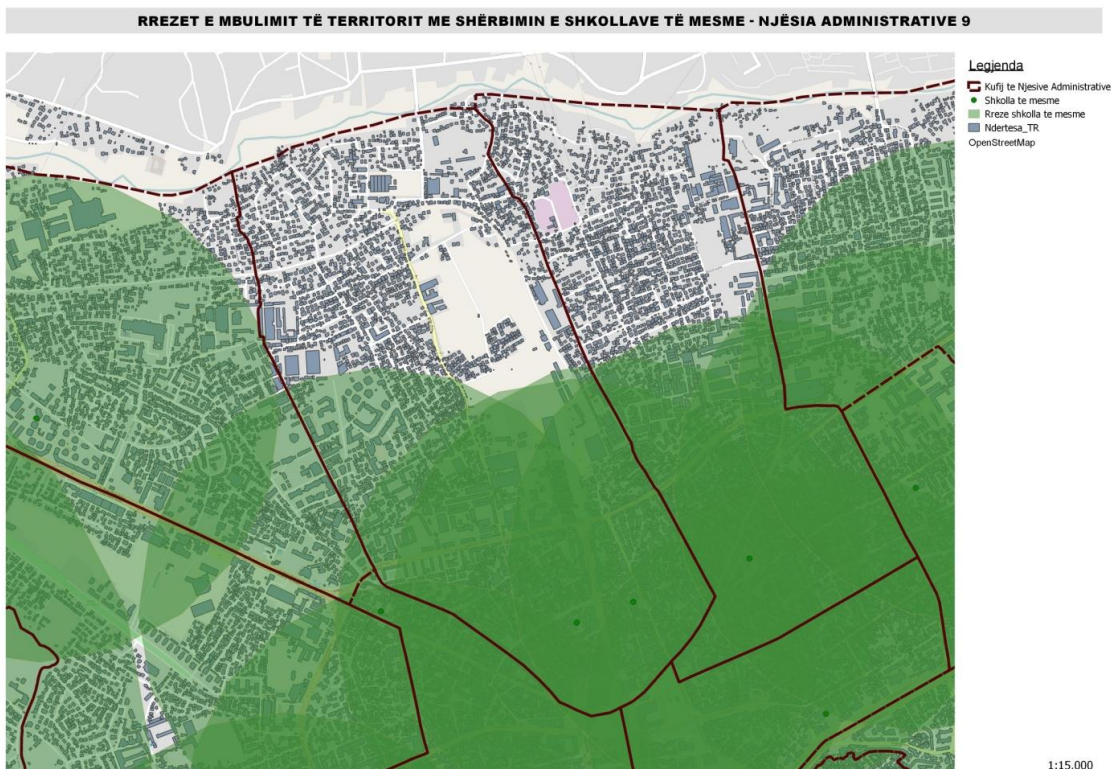 RREZET E MBULIMIT TË TERRITORIT ME SHËRBIMIN E SHKOLLAVE TË MESME - NJËSIA ADMINISTRATIVE 9
Legjenda
Kufij te Njesive Administrative
Shkolla te mesme
Rreze shkolla te mesme
Ndertesa_TR
OpenStreetMap
1:15.000